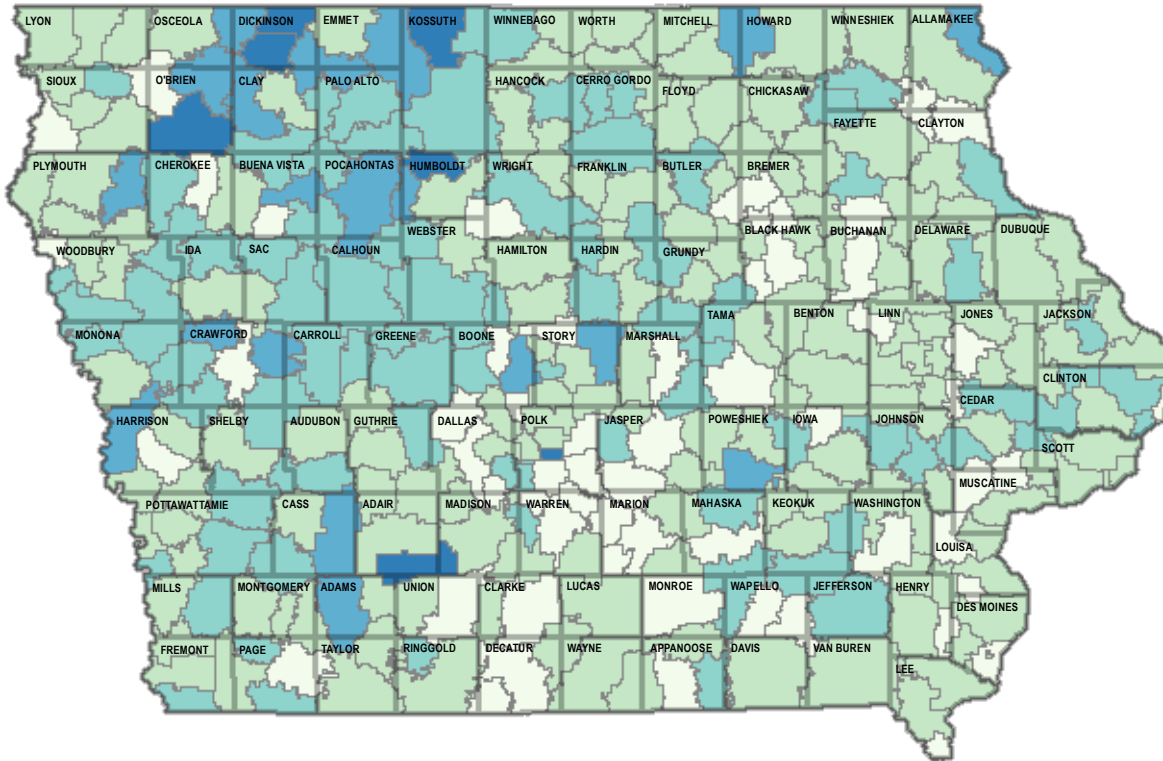 LYON OSCEOLA DICKINSON EMMET KOSSUTH WINNEBAGO WORTH MITCHELL HOWARD WINNESHIEK ALLAMAKEE
SIOUX O'BRIEN CLAY PALO ALTO HANCOCK CERRO GORDO FLOYD CHICKASAW
FAYETTE CLAYTON
PLYMOUTH CHEROKEE BUENA VISTA POCAHONTAS HUMBOLDT WRIGHT FRANKLIN BUTLER BREMER
WOODBURY IDA SAC CALHOUN WEBSTER HAMILTON HARDIN GRUNDY BLACK HAWK BUCHANAN DELAWARE DUBUQUE
MONONA CRAWFORD CARROLL GREENE BOONE STORY MARSHALL TAMA BENTON LINN JONES JACKSON
CLINTON
HARRISON SHELBY AUDUBON GUTHRIE DALLAS POLK JASPER POWESHIEK IOWA JOHNSON CEDAR
SCOTT
MUSCATINE
POTTAWATTAMIE CASS ADAIR MADISON WARREN MARION MAHASKA KEOKUK WASHINGTON
LOUISA
MILLS MONTGOMERY ADAMS UNION CLARKE LUCAS MONROE WAPELLO JEFFERSON HENRY
DES MOINES
FREMONT PAGE TAYLOR RINGGOLD DECATUR WAYNE APPANOOSE DAVIS VAN BUREN
LEE